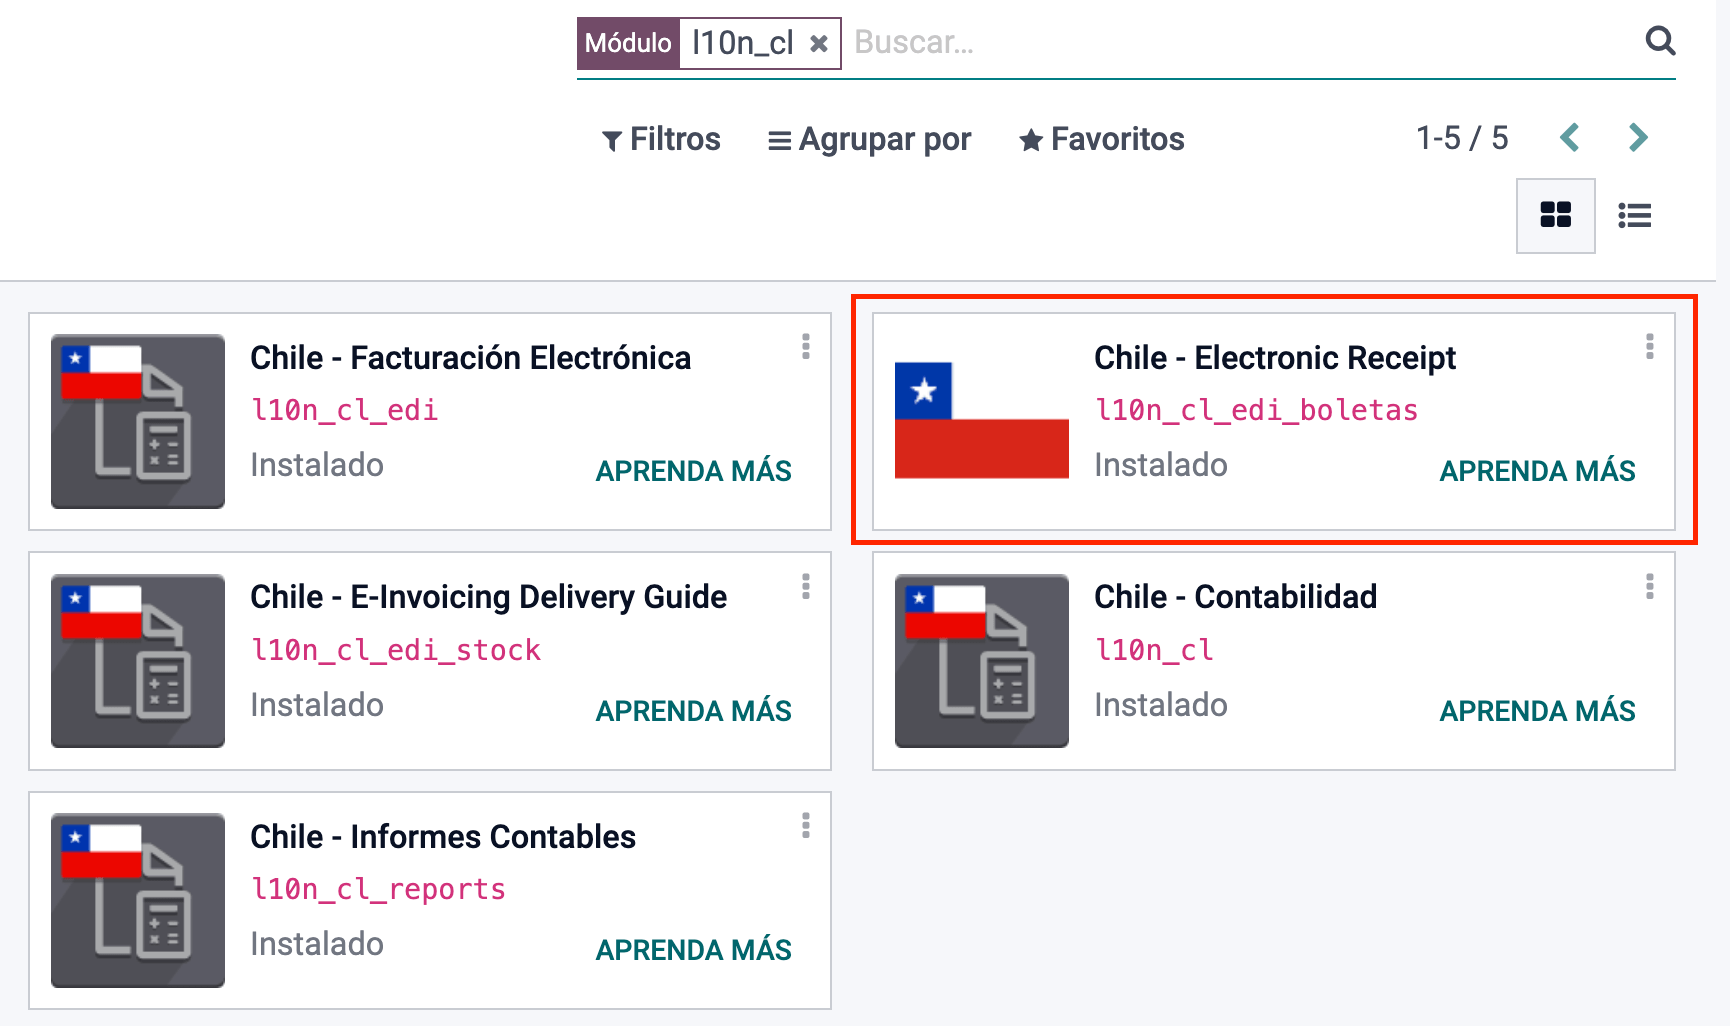 Módulo l10n_cl Buscar...
Filtros Agrupar por Favoritos 1-5 / 5
Chile - Facturación Electrónica
l10n_cl_edi
Instalado APRENDA MÁS
Chile - Electronic Receipt
l10n_cl_edi_boletas
Instalado APRENDA MÁS
Chile - E-Invoicing Delivery Guide
l10n_cl_edi_stock
Instalado APRENDA MÁS
Chile - Contabilidad
l10n_cl
Instalado APRENDA MÁS
Chile - Informes Contables
l10n_cl_reports
Instalado APRENDA MÁS